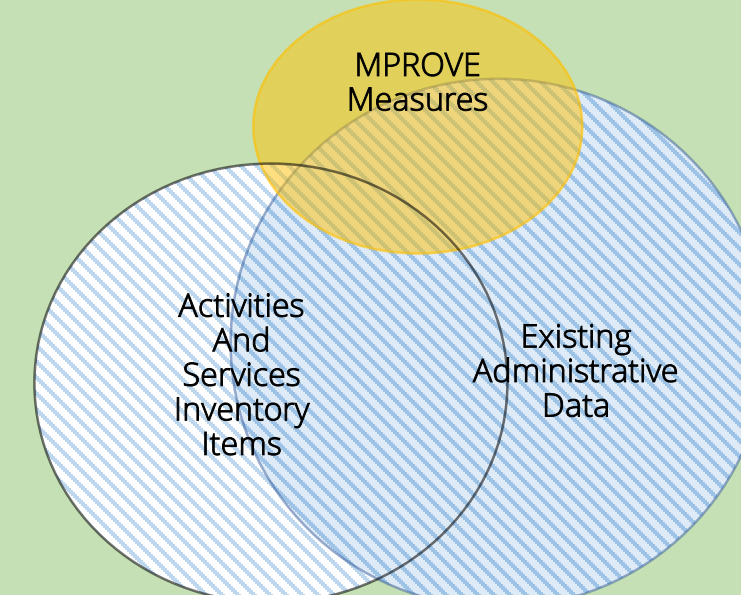 MPROVE
Measures
Activities
And
Services
Inventory
Items
Existing
Administrative
Data